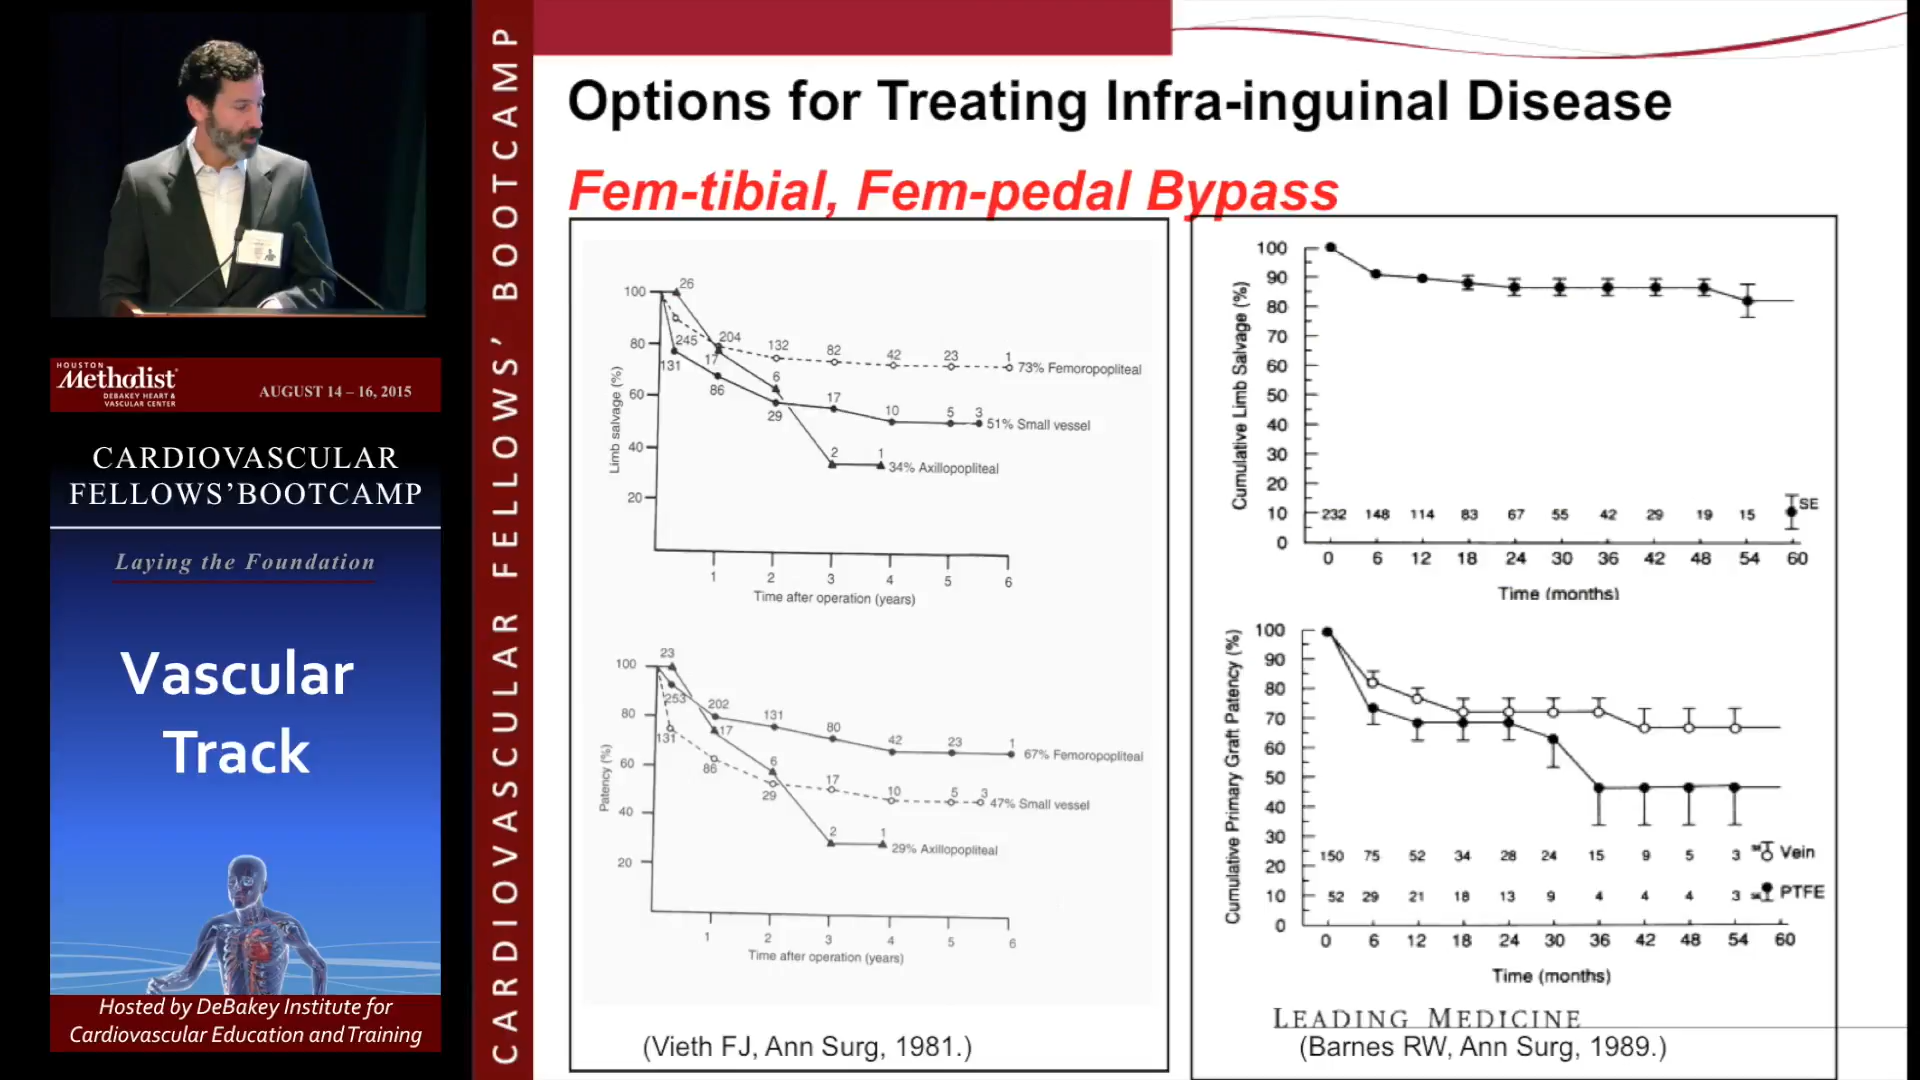 HOUSTON
Methodist
DEBAKEY HEART &
VASCULAR CENTER
AUGUST 14 – 16, 2015
CARDIOVASCULAR
FELLOWS’BOOTCAMP
Laying the Foundation
Vascular
Track
Hosted by DeBakey Institute for
Cardiovascular Education and Training
CARDIOVASCULAR FELLOWS’ BOOTCAMP
Options for Treating Infra-inguinal Disease
Fem-tibial, Fem-pedal Bypass
Limb salvage (%)
100
80
60
40
20
26
245
204
132
82
42
23
1
73% Femoropopliteal
131
17
86
6
29
17
10
5
3
51% Small vessel
2
1
34% Axillopopliteal
1 2 3 4 5 6
Time after operation (years)
Patency (%)
100
80
60
40
20
23
253
202
131
80
42
23
1
67% Femoropopliteal
131
17
86
6
29
17
10
5
3
47% Small vessel
2
1
29% Axillopopliteal
1 2 3 4 5 6
Time after operation (years)
(Vieth FJ, Ann Surg, 1981.)
Cumulative Limb Salvage (%)
100
90
80
70
60
50
40
30
20
10
0
232 148 114 83 67 55 42 29 19 15
SE
0 6 12 18 24 30 36 42 48 54 60
Time (months)
Cumulative Primary Graft Patency (%)
100
90
80
70
60
50
40
30
20
10
0
150 75 52 34 28 24 15 9 5 3
Vein
52 29 21 18 13 9 4 4 4 3
PTFE
0 6 12 18 24 30 36 42 48 54 60
Time (months)
LEADING MEDICINE
(Barnes RW, Ann Surg, 1989.)